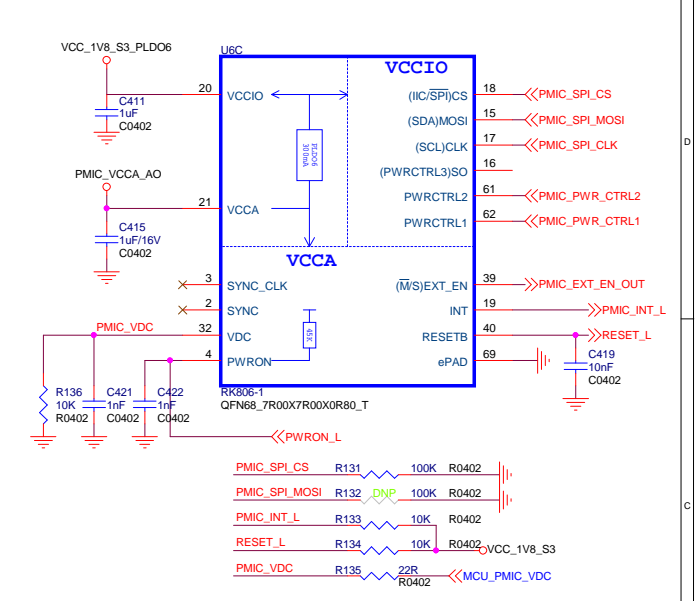 VCC_1V8_S3_PLDO6
U6C
VCCIO
20
VCCIO
(IIC/SPI)CS
18
PMIC_SPI_CS
C411
1uF
C0402
(SDA)MOSI
15
PMIC_SPI_MOSI
(SCL)CLK
17
PMIC_SPI_CLK
PLDO6
300mA
(PWRCTRL3)SO
16
PMIC_VCCA_AO
PWRCTRL2
61
PMIC_PWR_CTRL2
21
VCCA
PWRCTRL1
62
PMIC_PWR_CTRL1
C415
1uF/16V
C0402
VCCA
3
SYNC_CLK
(M/S)EXT_EN
39
PMIC_EXT_EN_OUT
2
SYNC
INT
19
PMIC_INT_L
PMIC_VDC
32
VDC
45K
RESETB
40
RESET_L
4
PWRON
ePAD
69
C419
10nF
C0402
R136
10K
R0402
C421
1nF
C0402
C422
1nF
C0402
RK806-1
QFN68_7R00X7R00X0R80_T
PWRON_L
PMIC_SPI_CS
R131
100K
R0402
PMIC_SPI_MOSI
R132
DNP
100K
R0402
PMIC_INT_L
R133
10K
R0402
RESET_L
R134
10K
R0402
VCC_1V8_S3
PMIC_VDC
R135
22R
R0402
MCU_PMIC_VDC
D
C